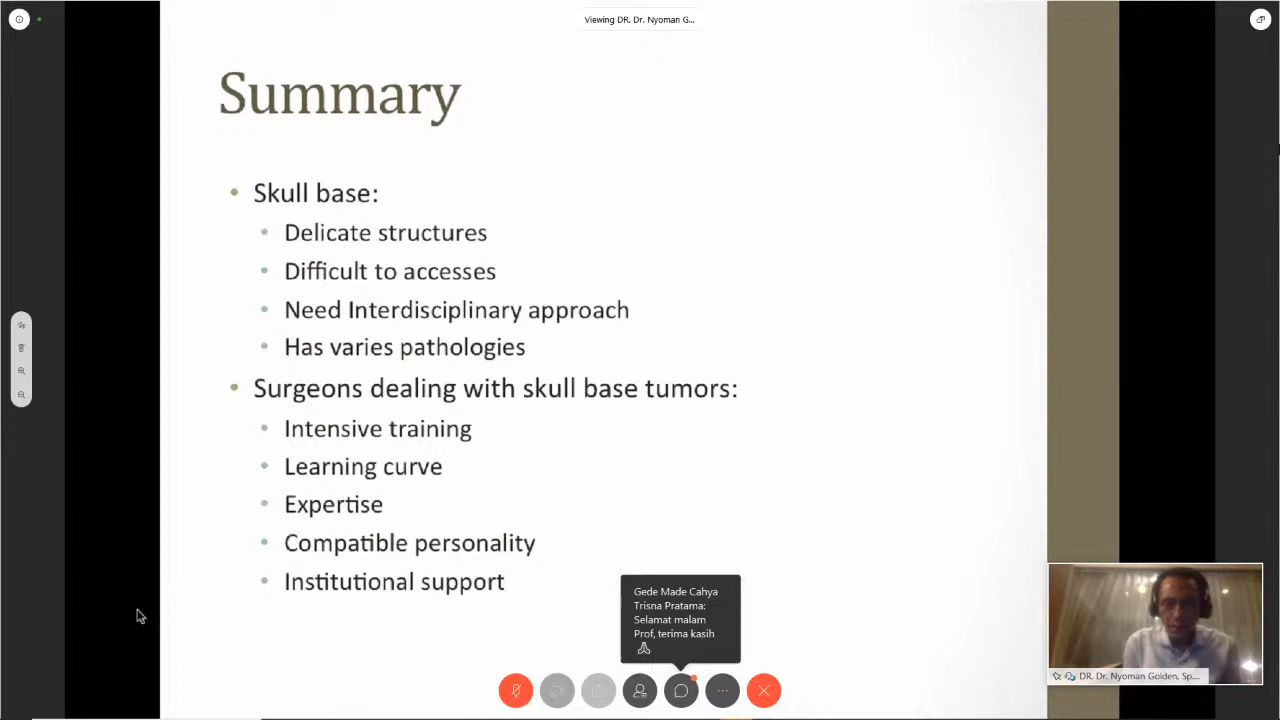 Viewing DR. Dr. Nyoman G...
Summary
• Skull base:
• Delicate structures
• Difficult to accesses
• Need Interdisciplinary approach
• Has varies pathologies
• Surgeons dealing with skull base tumors:
• Intensive training
• Learning curve
• Expertise
• Compatible personality
• Institutional support
Gede Made Cahya
Trisna Pratama:
Selamat malam
Prof, terima kasih
🙏
DR. Dr. Nyoman Golden, Sp....